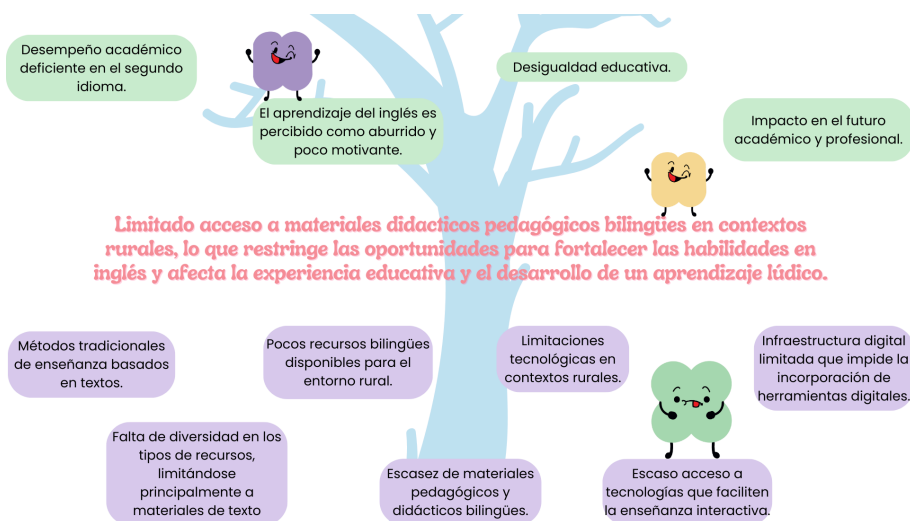 Desempeño académico
deficiente en el segundo
idioma.
El aprendizaje del inglés es
percibido como aburrido y
poco motivante.
Desigualdad educativa.
Impacto en el futuro
académico y profesional.
Limitado acceso a materiales didacticos pedagógicos bilingües en contextos
rurales, lo que restringe las oportunidades para fortalecer las habilidades en
inglés y afecta la experiencia educativa y el desarrollo de un aprendizaje lúdico.
Métodos tradicionales
de enseñanza basados
en textos.
Pocos recursos bilingües
disponibles para el
entorno rural.
Limitaciones
tecnológicas en
contextos rurales.
Infraestructura digital
limitada que impide la
incorporación de
herramientas digitales.
Falta de diversidad en los
tipos de recursos,
limitándose
principalmente a
materiales de texto
Escasez de materiales
pedagógicos y
didácticos bilingües.
Escaso acceso a
tecnologías que faciliten
la enseñanza interactiva.